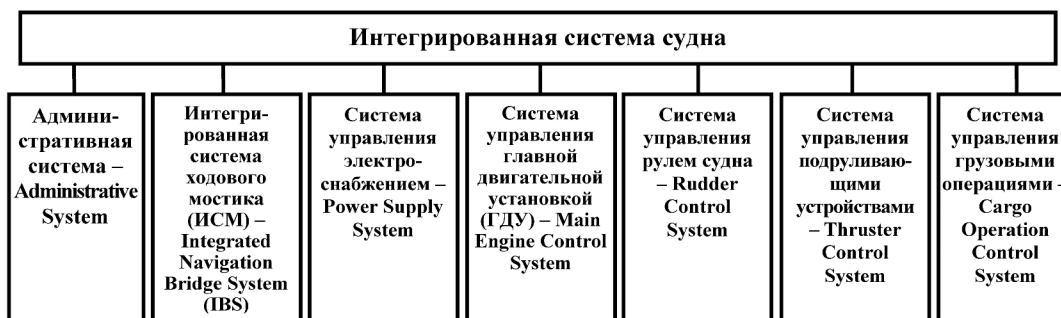 Интегрированная система судна
Админи-
стративная
система –
Administrative
System
Интегри-
рованная
система
ходового
мостика
(ИСМ) –
Integrated
Navigation
Bridge System
(IBS)
Система
управления
электро-
снабжением –
Power Supply
System
Система
управления
главной
двигательной
установкой
(ГДУ) – Main
Engine Control
System
Система
управления
рулем судна
– Rudder
Control
System
Система
управления
подруливаю-
щими
устройствами
– Thruster
Control
System
Система
управления
грузовыми
операциями –
Cargo
Operation
Control
System